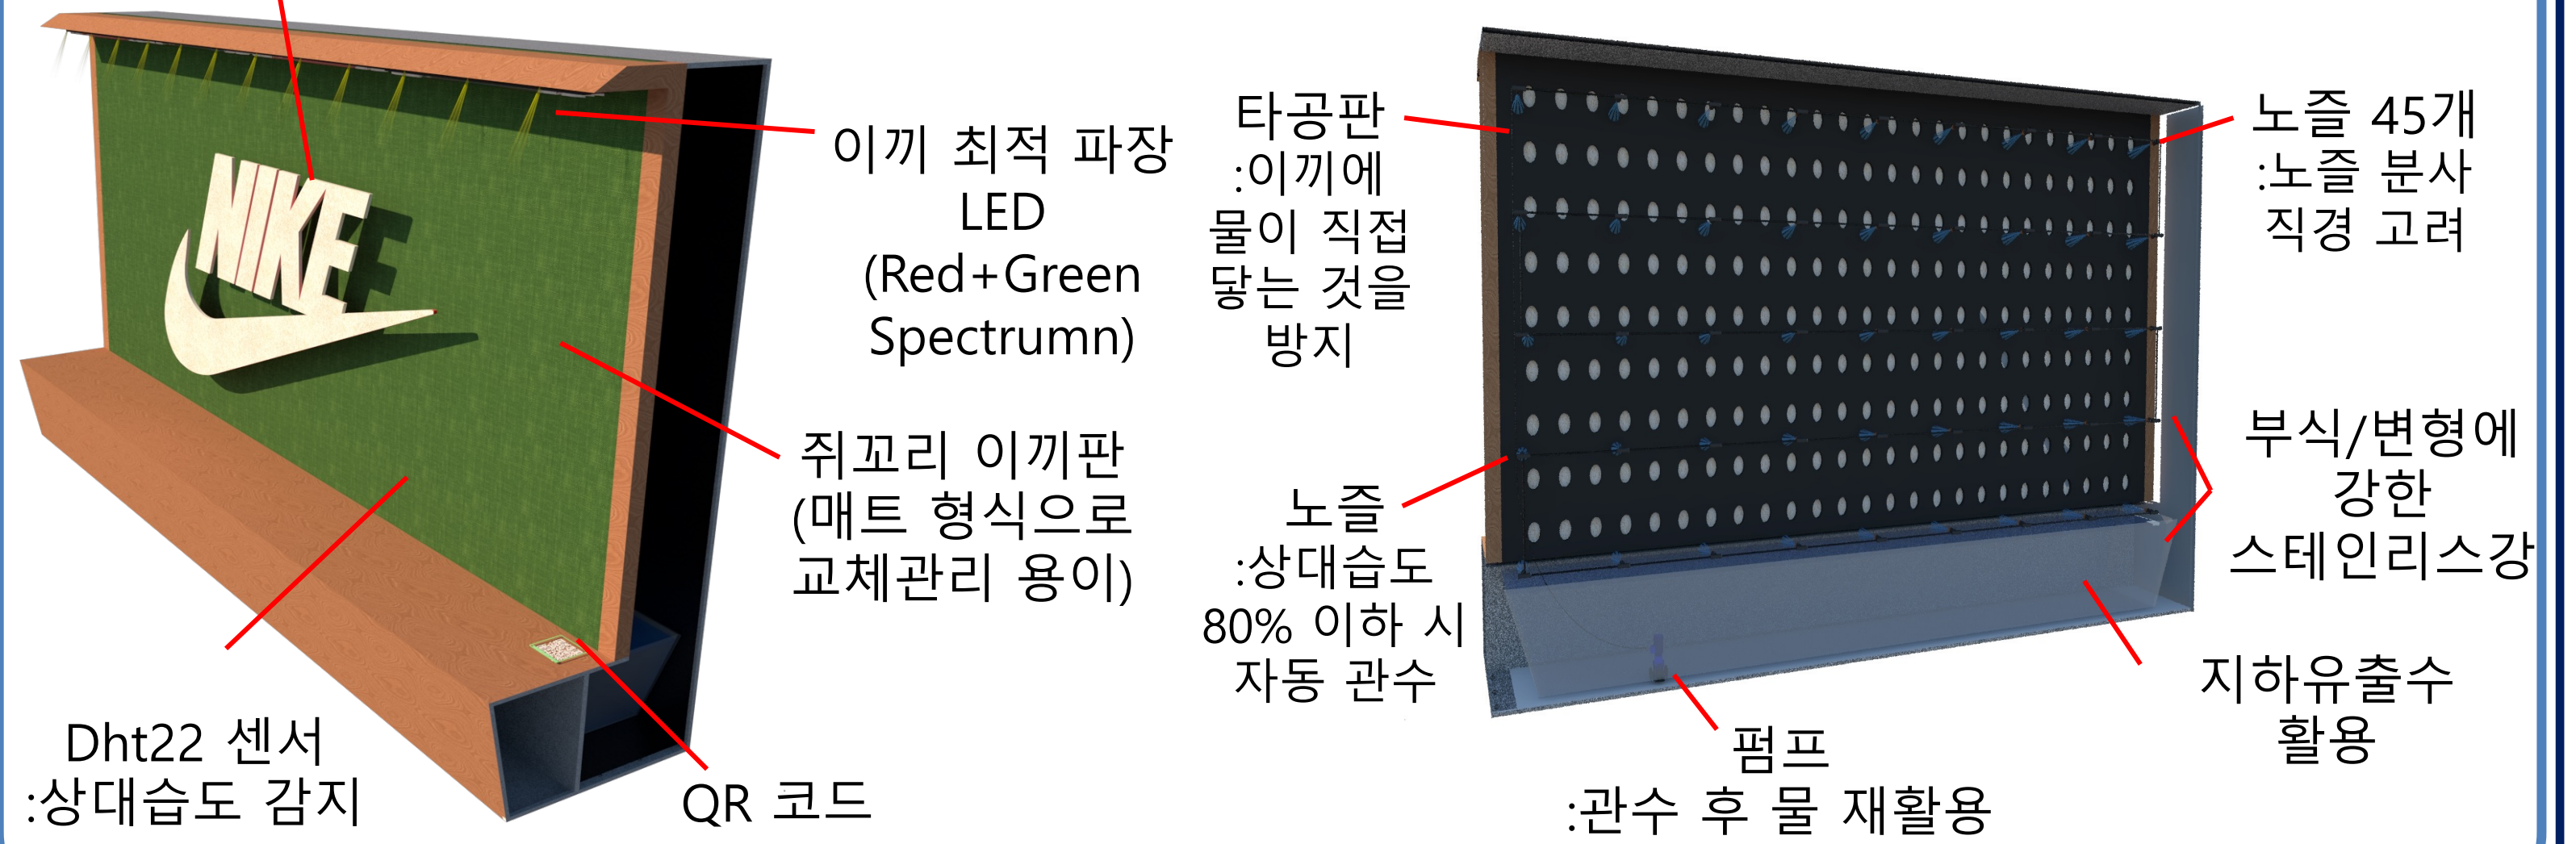 NIKE
이끼 최적 파장
LED
(Red+Green
Spectrumn)
쥐꼬리 이끼판
(매트 형식으로
교체관리 용이)
Dht22 센서
:상대습도 감지
QR 코드
타공판
:이끼에
물이 직접
닿는 것을
방지
노즐
:상대습도
80% 이하 시
자동 관수
노즐 45개
:노즐 분사
직경 고려
부식/변형에
강한
스테인리스강
지하유출수
활용
펌프
:관수 후 물 재활용